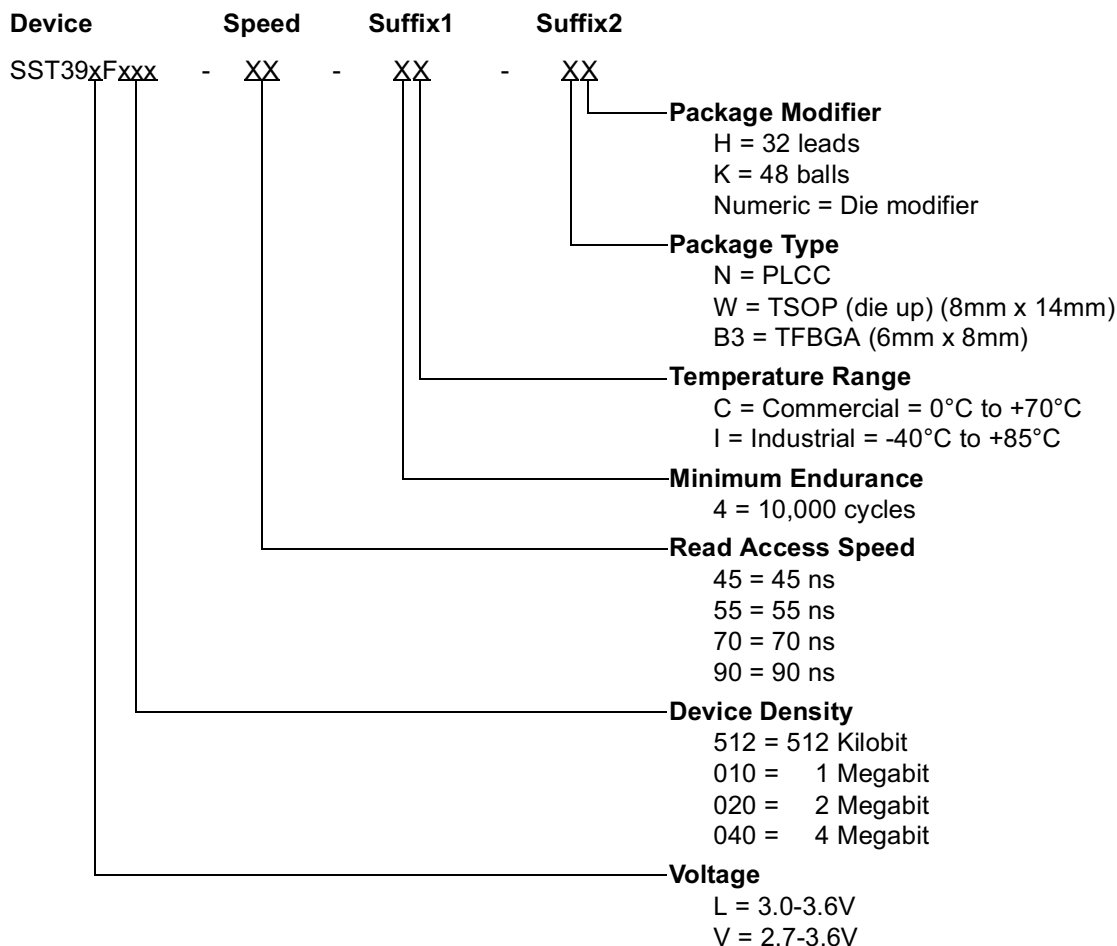 Device Speed Suffix1 Suffix2
SST39xFxxx - XX - XX - XX
Package Modifier
H = 32 leads
K = 48 balls
Numeric = Die modifier
Package Type
N = PLCC
W = TSOP (die up) (8mm x 14mm)
B3 = TFBGA (6mm x 8mm)
Temperature Range
C = Commercial = 0°C to +70°C
I = Industrial = -40°C to +85°C
Minimum Endurance
4 = 10,000 cycles
Read Access Speed
45 = 45 ns
55 = 55 ns
70 = 70 ns
90 = 90 ns
Device Density
512 = 512 Kilobit
010 = 1 Megabit
020 = 2 Megabit
040 = 4 Megabit
Voltage
L = 3.0-3.6V
V = 2.7-3.6V